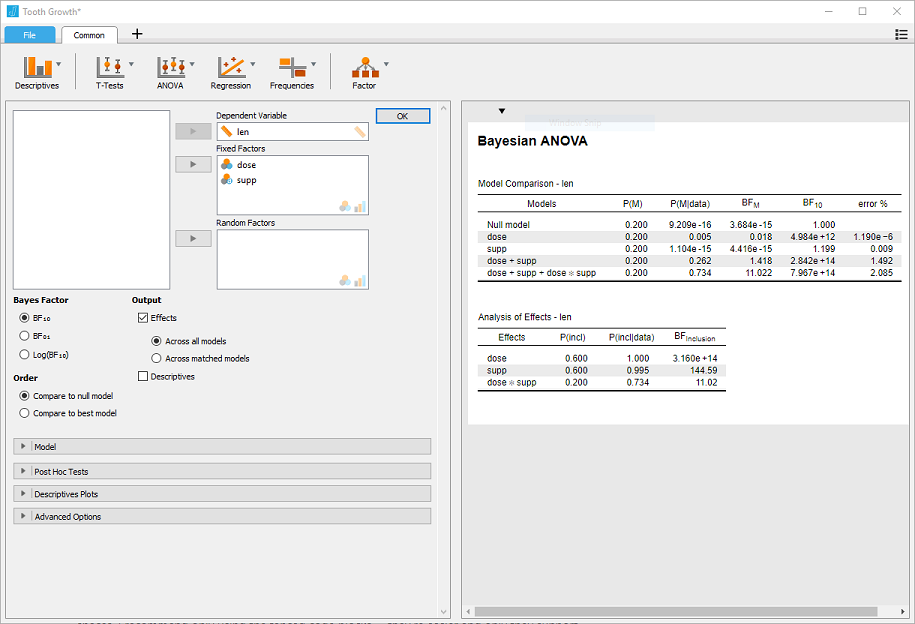 Tooth Growth*
File
Common
+
Descriptives
T-Tests
ANOVA
Regression
Frequencies
Factor
Dependent Variable
len
OK
Fixed Factors
dose
supp
Random Factors
Bayes Factor
BF₁₀
BF₀₁
Log(BF₁₀)
Order
Compare to null model
Compare to best model
Output
Effects
Across all models
Across matched models
Descriptives
Model
Post Hoc Tests
Descriptives Plots
Advanced Options
Bayesian ANOVA
Model Comparison - len
Models P(M) P(M|data) BF M BF 10 error %
Null model 0.200 9.209e -16 3.684e -15 1.000
dose 0.200 0.005 0.018 4.984e +12 1.190e −6
supp 0.200 1.104e -15 4.416e -15 1.199 0.009
dose + supp 0.200 0.262 1.418 2.842e +14 1.492
dose + supp + dose ∗ supp 0.200 0.734 11.022 7.967e +14 2.085
Analysis of Effects - len
Effects P(incl) P(incl|data) BF Inclusion
dose 0.600 1.000 3.160e +14
supp 0.600 0.995 144.59
dose ∗ supp 0.200 0.734 11.02